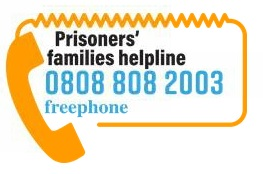 Prisoners’
families helpline
0808 808 2003
freephone